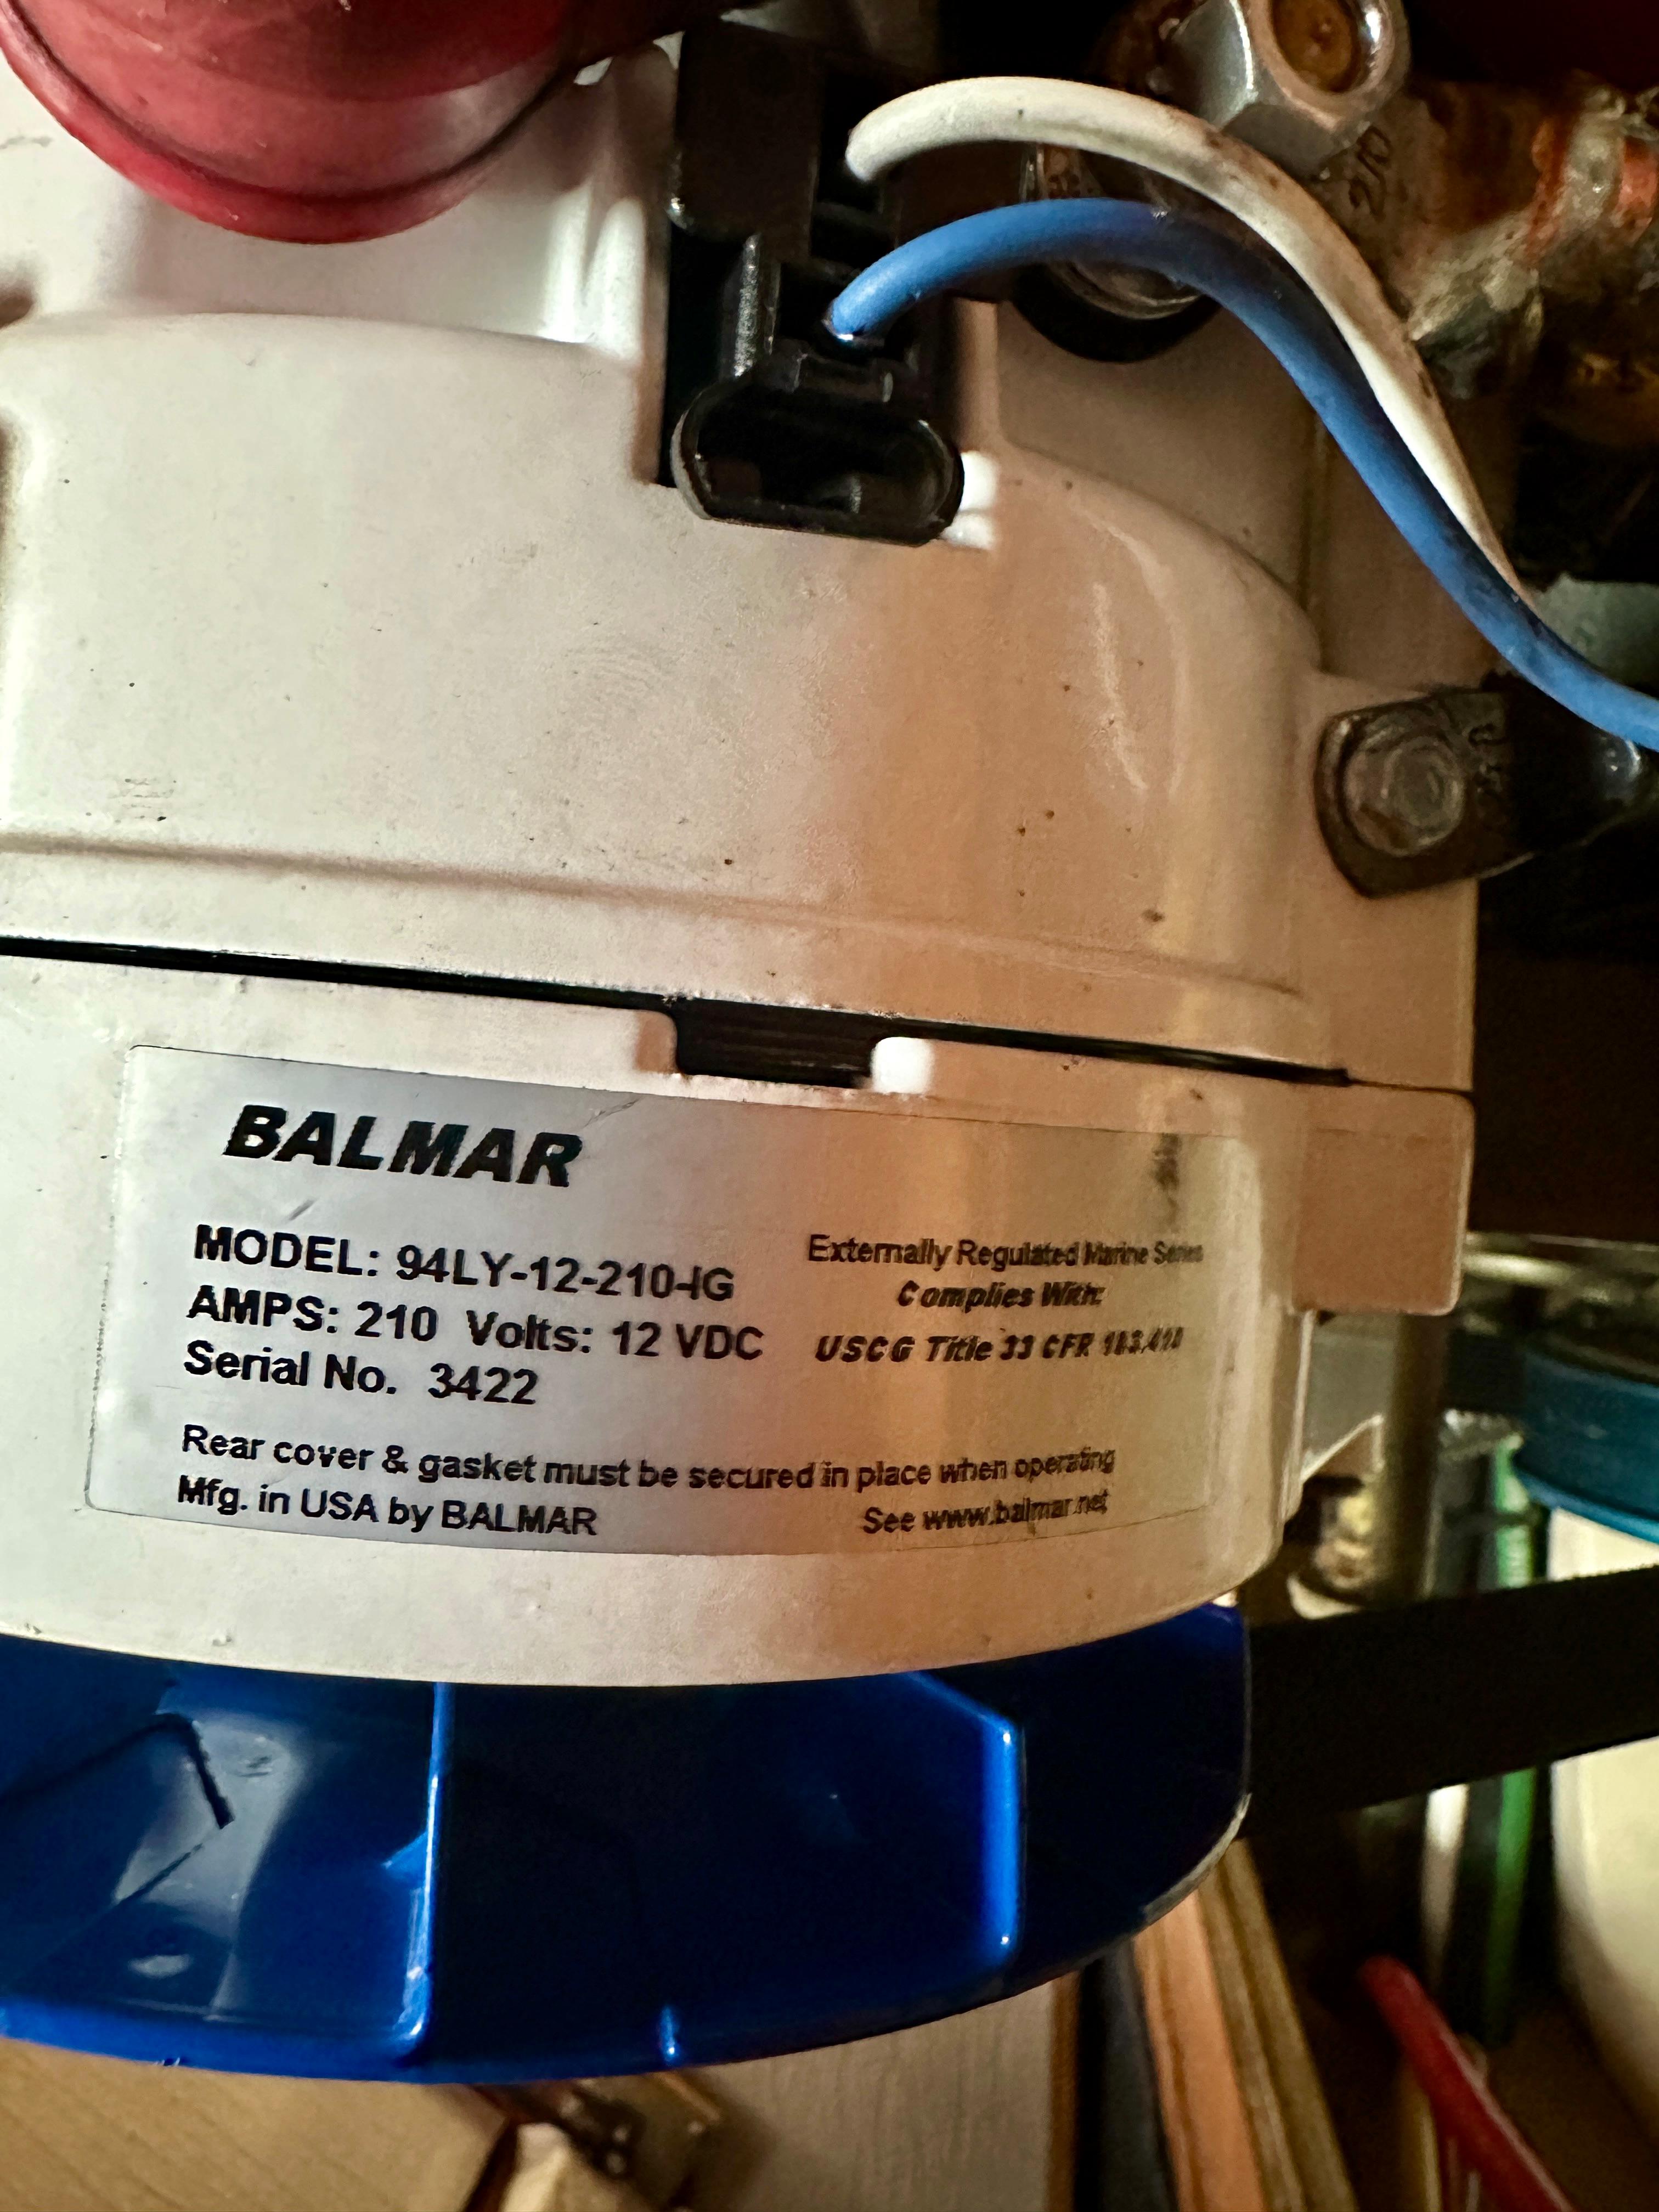 210
BALMAR
MODEL: 94LY-12-210-IG
AMPS: 210 Volts: 12 VDC
Serial No. 3422
Externally Regulated Marine Series
Complies With:
USCG Title 33 CFR 183.410
Rear cover & gasket must be secured in place when operating
Mfg. in USA by BALMAR
See www.balmar.net